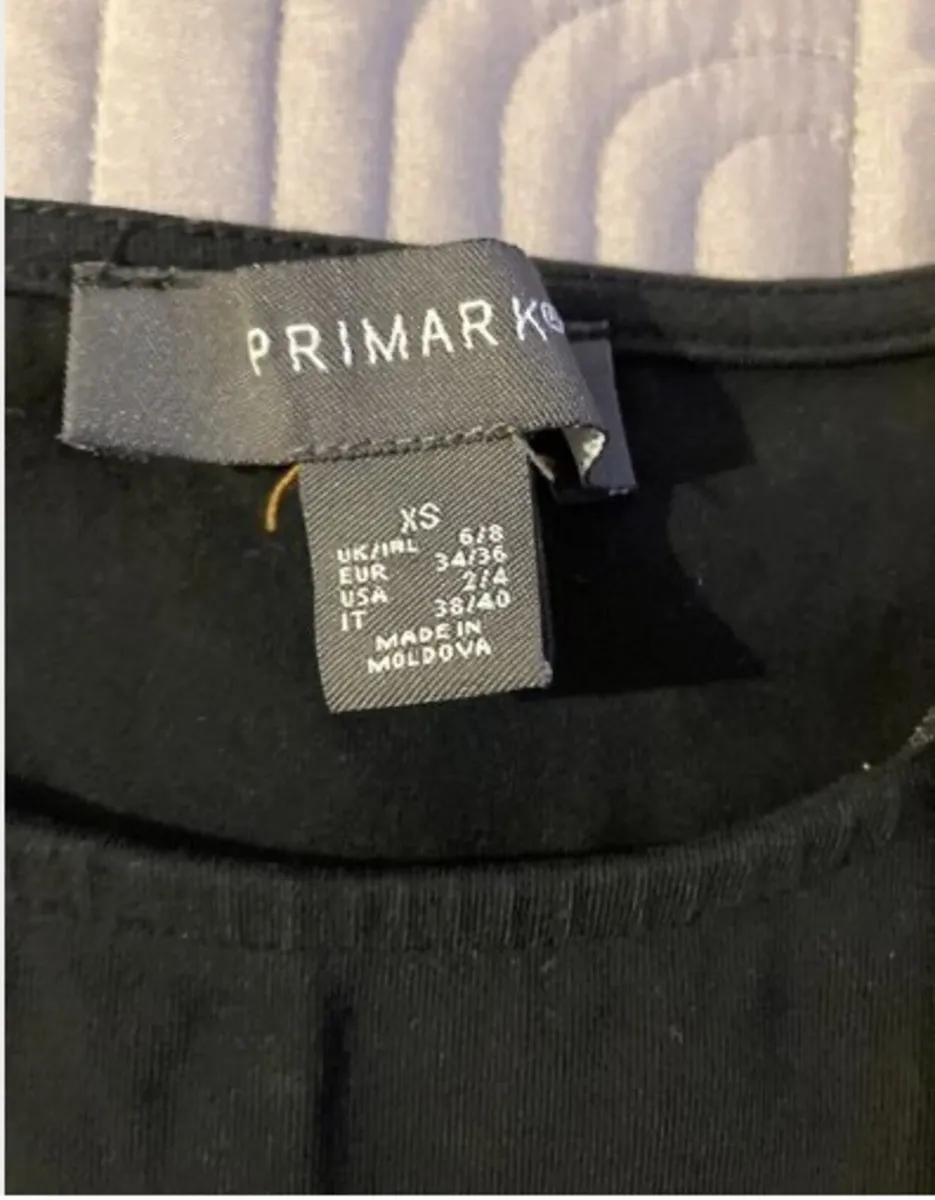 PRIMARK®
XS
UK/IRL 6/8
EUR 34/36
USA 2/4
IT 38/40
MADE IN
MOLDOVA